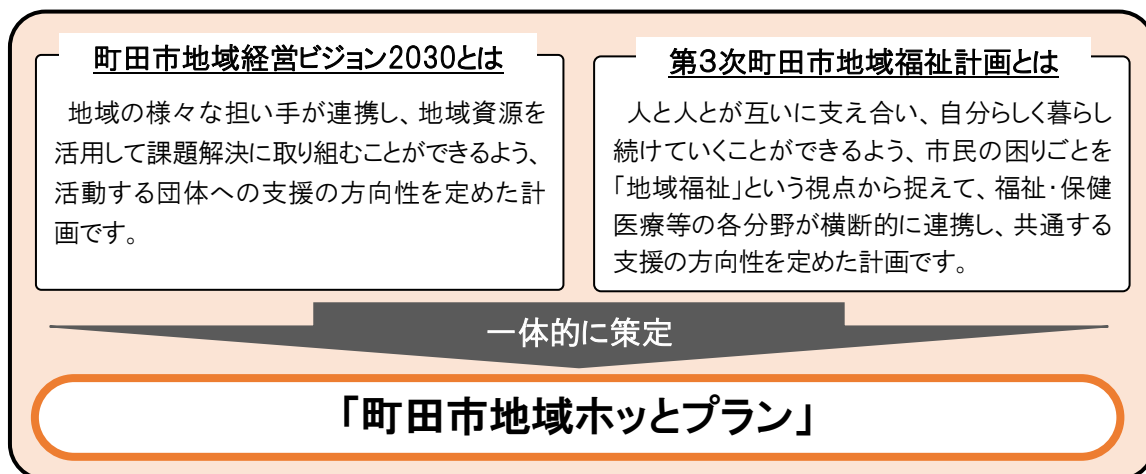 町田市地域経営ビジョン2030とは
地域の様々な担い手が連携し、地域資源を
活用して課題解決に取り組むことができるよう、
活動する団体への支援の方向性を定めた計
画です。
第3次町田市地域福祉計画とは
人と人とが互いに支え合い、自分らしく暮らし
続けていくことができるよう、市民の困りごとを
「地域福祉」という視点から捉えて、福祉・保健
医療等の各分野が横断的に連携し、共通する
支援の方向性を定めた計画です。
一体的に策定
「町田市地域ホッとプラン」